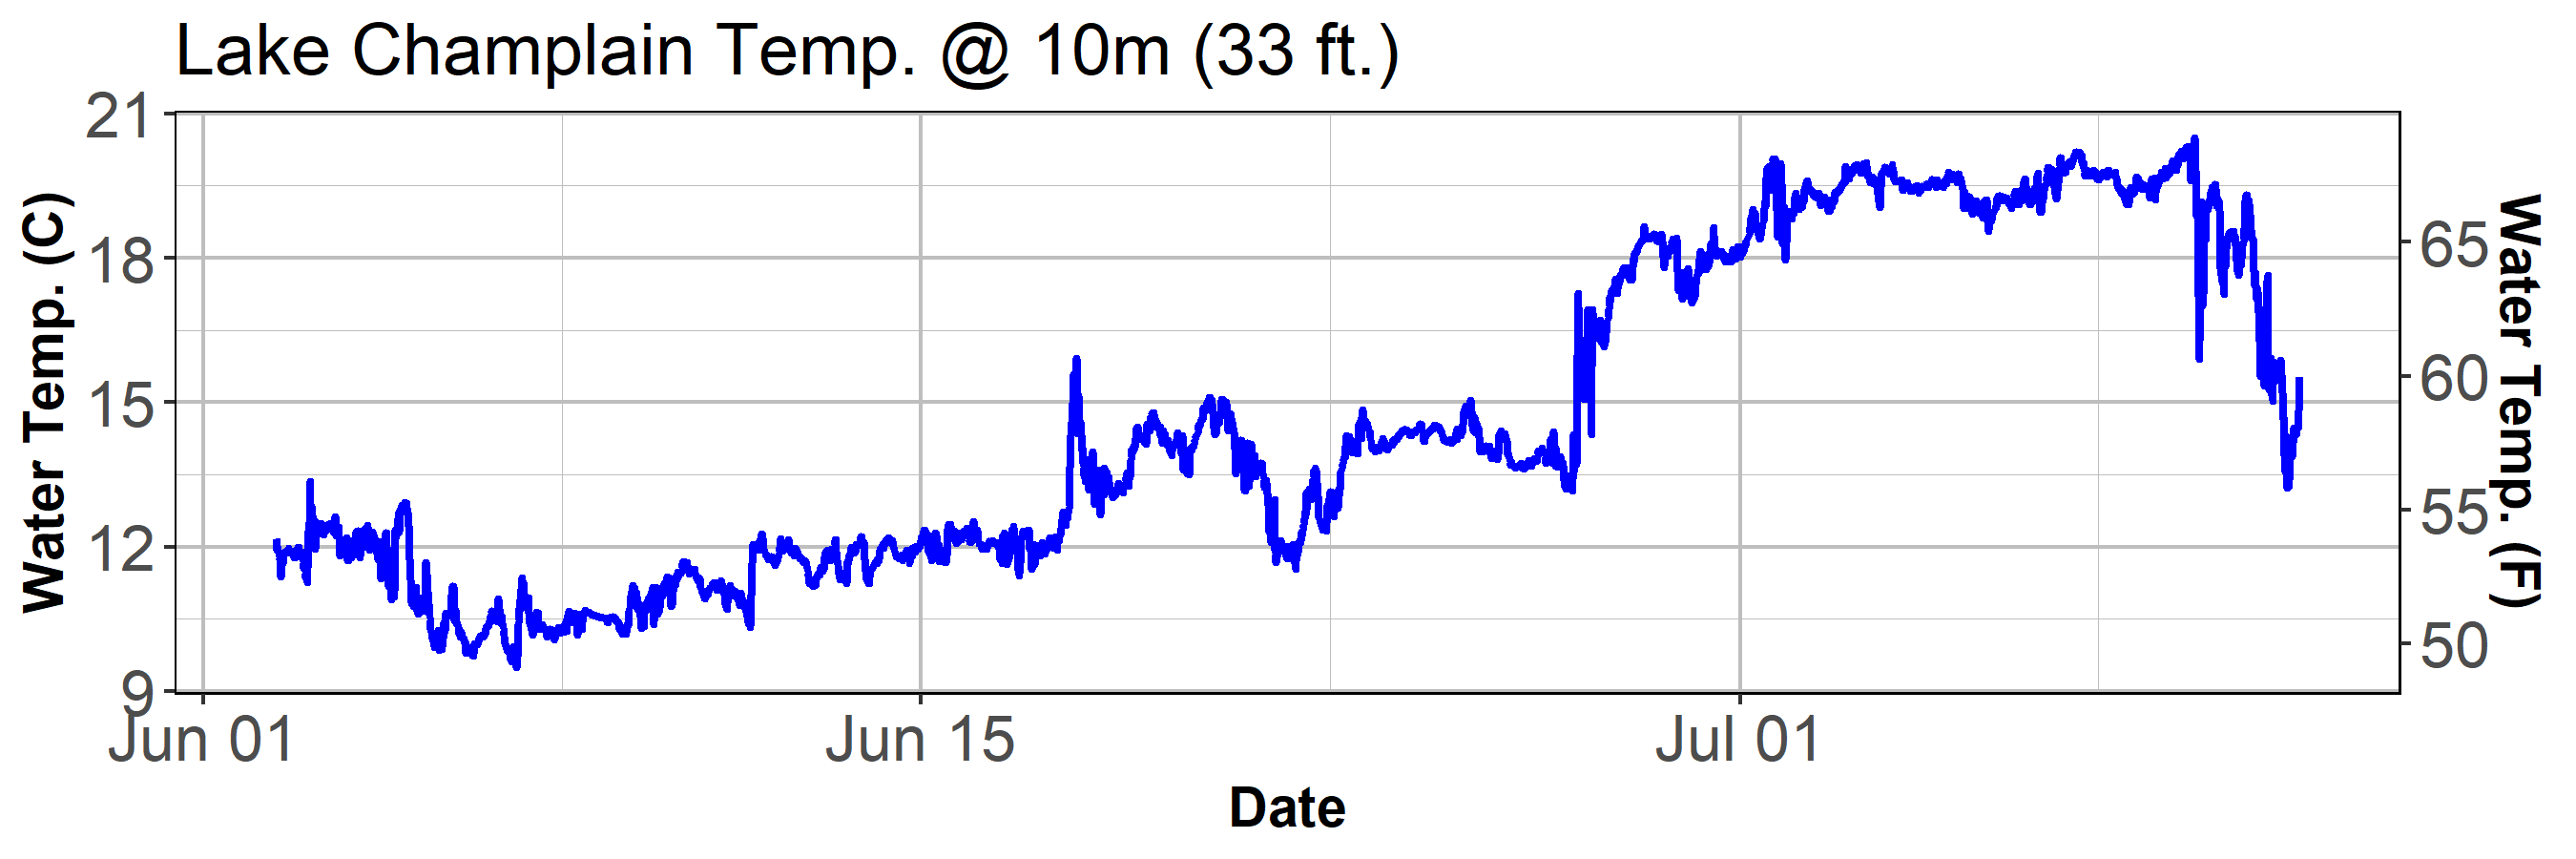 Lake Champlain Temp. @ 10m (33 ft.)
21
18
15
12
9
Water Temp. (C)
65
60
55
50
Water Temp. (F)
Jun 01
Jun 15
Jul 01
Date